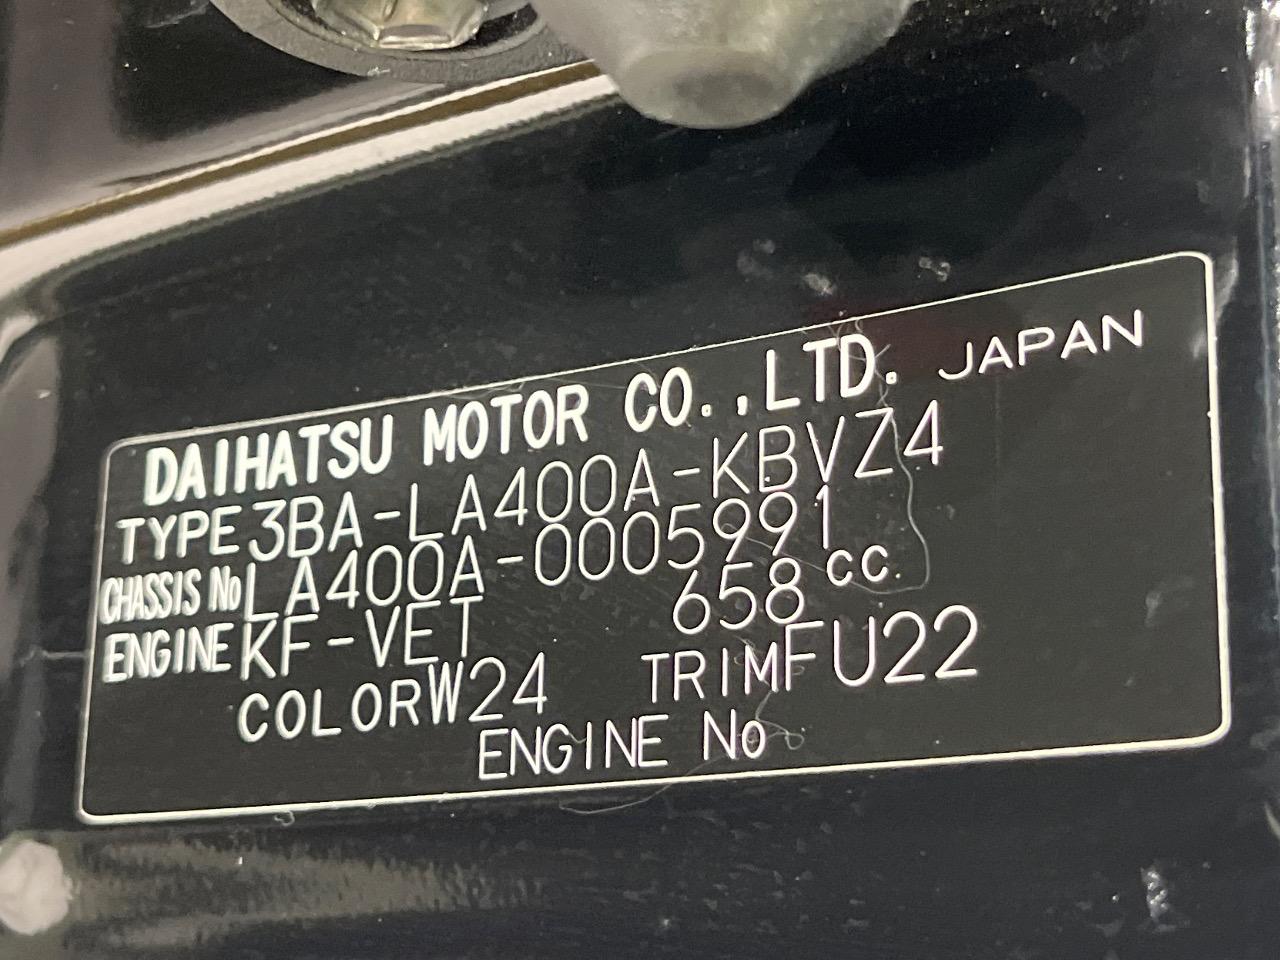 DAIHATSU MOTOR CO.,LTD. JAPAN
TYPE 3BA-LA400A-KBVZ4
CHASSIS No LA400A-0005991
ENGINE KF-VET 658 CC.
COLOR W24 TRIM FU22
ENGINE No